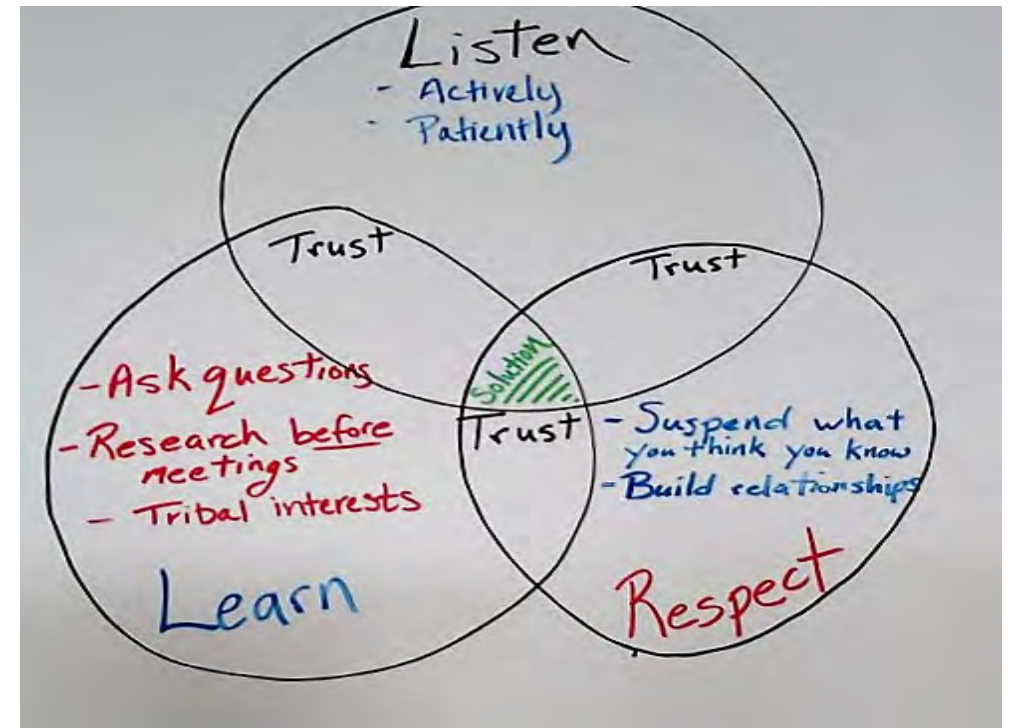 Listen
- Actively
- Patiently
Trust
Trust
Solution
Trust
- Ask questions
- Research before
meetings
- Tribal interests
Learn
- Suspend what
you think you know
- Build relationships
Respect